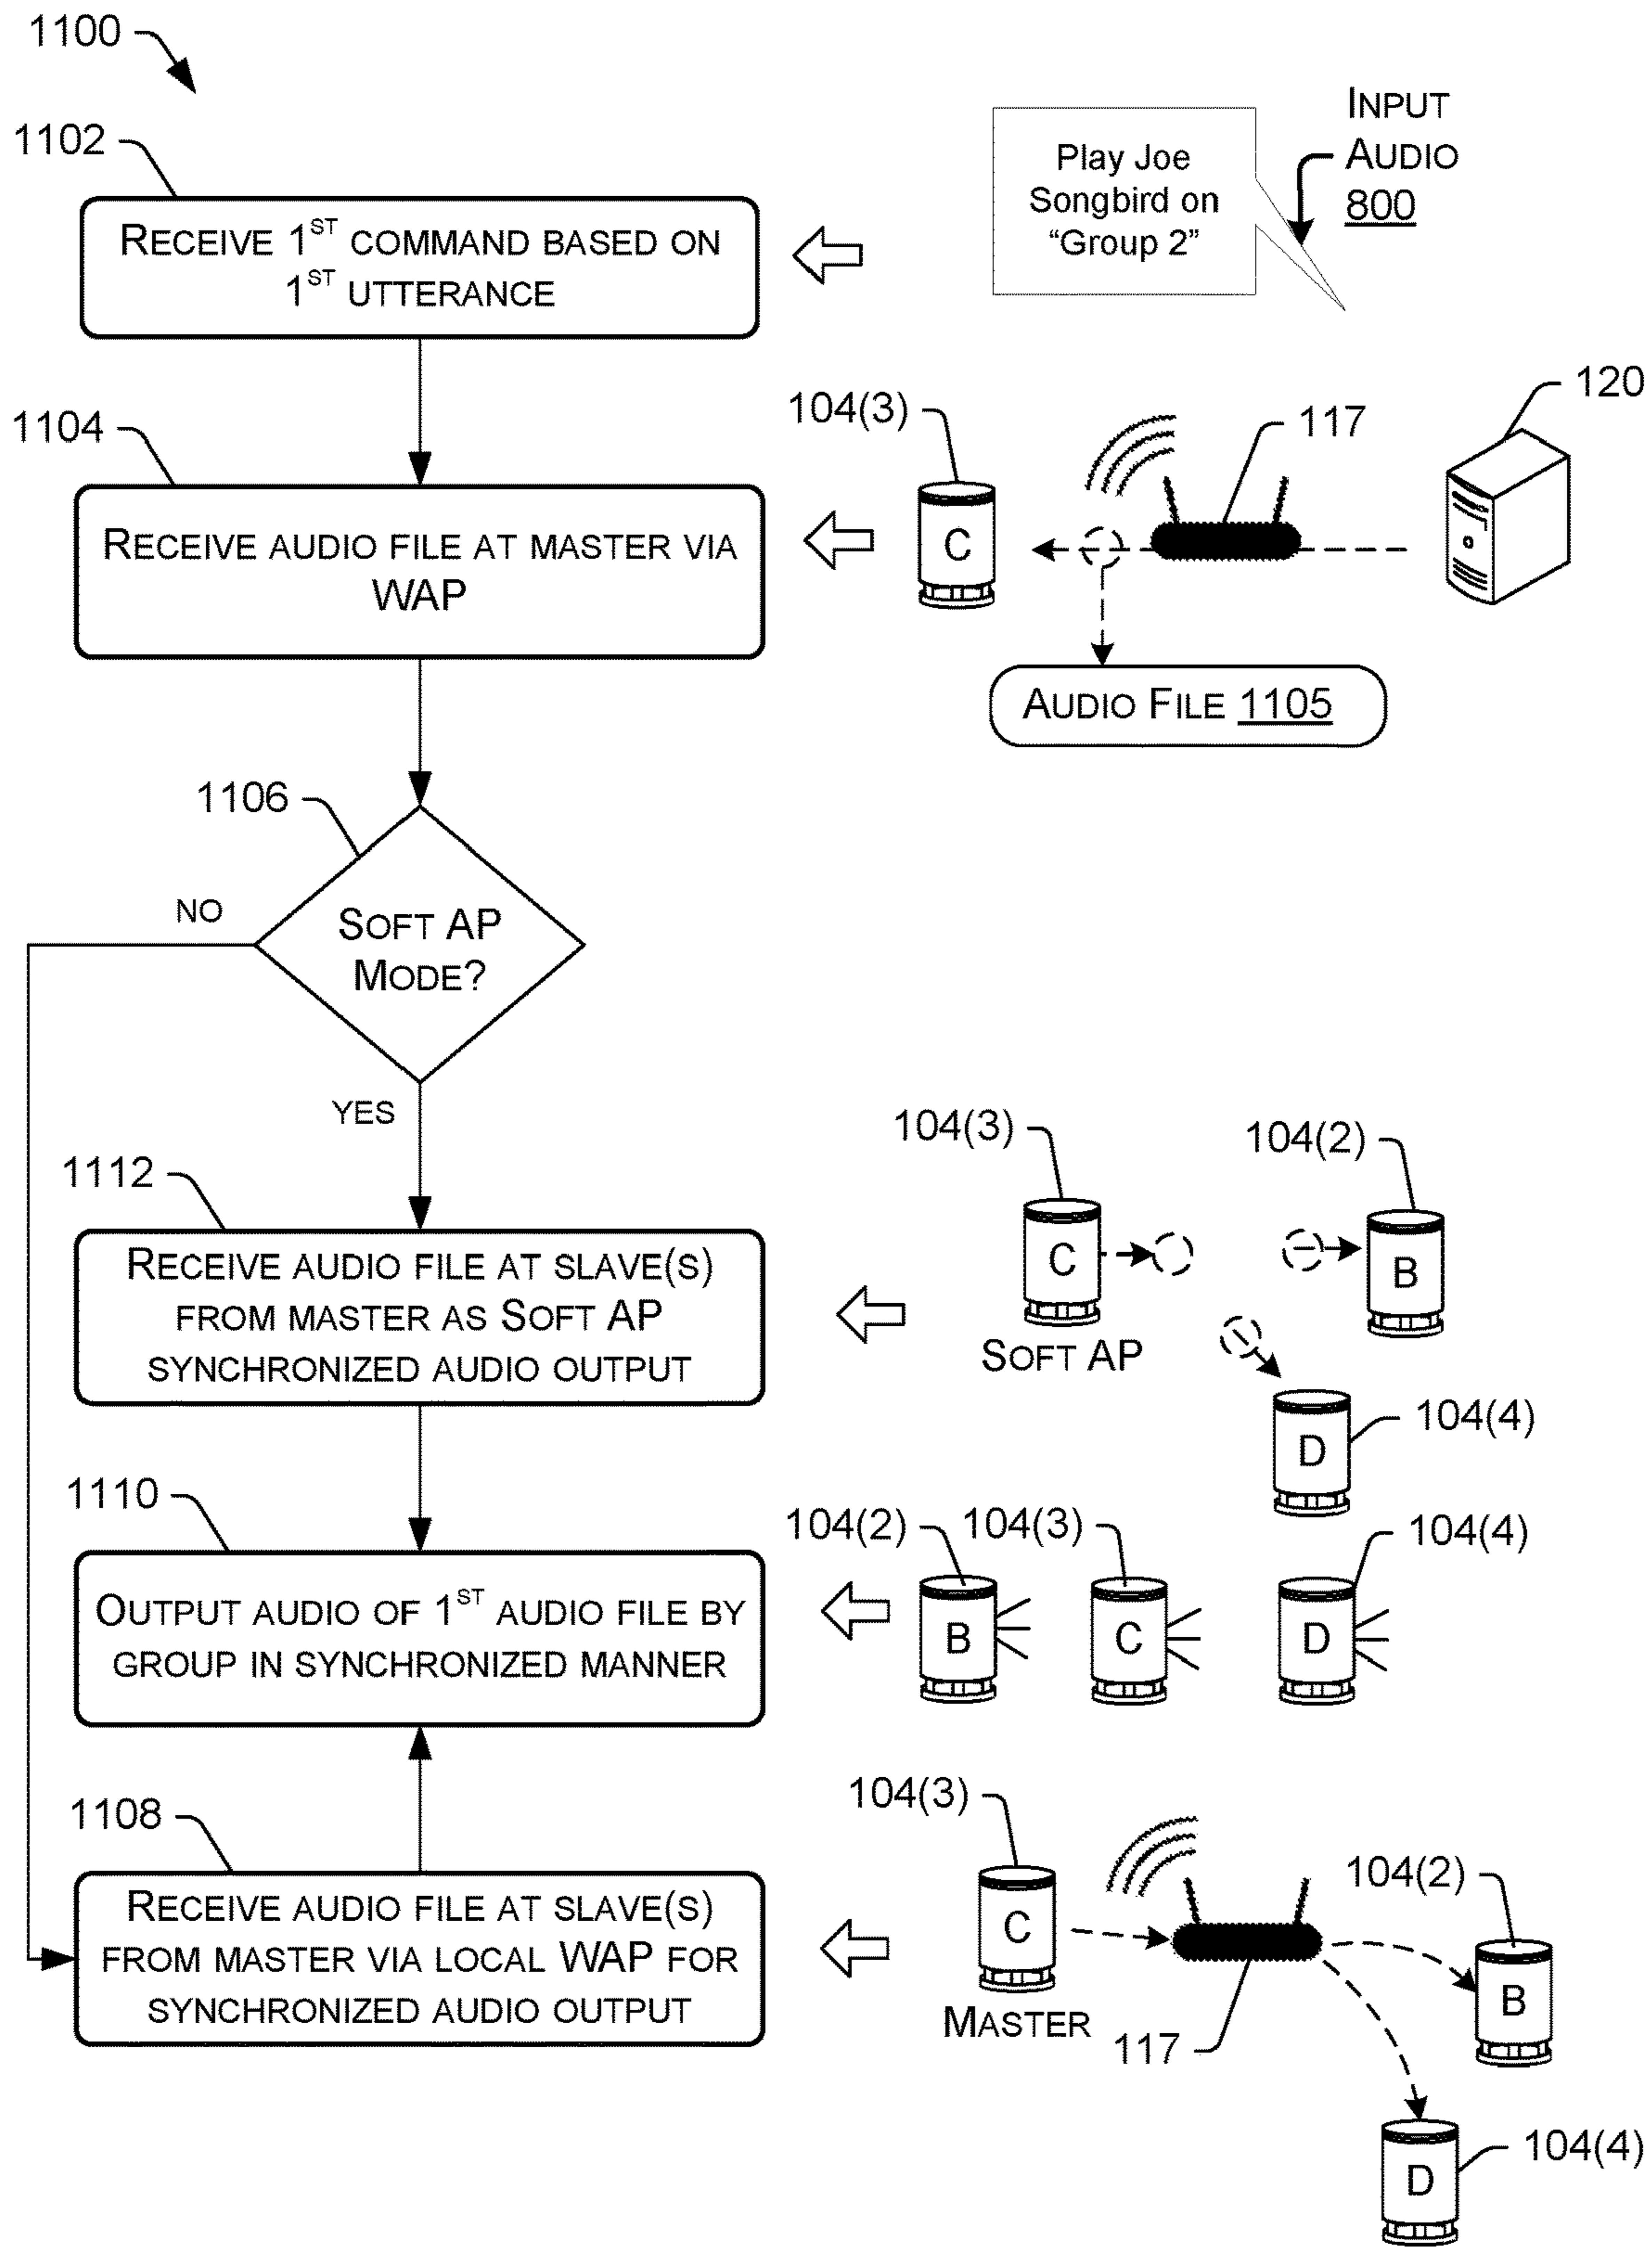 1100
1102
RECEIVE 1ST COMMAND BASED ON
1ST UTTERANCE
Play Joe
Songbird on
“Group 2”
INPUT
AUDIO
800
1104
RECEIVE AUDIO FILE AT MASTER VIA
WAP
104(3)
C
117
120
AUDIO FILE 1105
1106
SOFT AP
MODE?
NO
YES
1112
RECEIVE AUDIO FILE AT SLAVE(S)
FROM MASTER AS SOFT AP
SYNCHRONIZED AUDIO OUTPUT
104(3)
C
SOFT AP
104(2)
B
104(4)
D
1110
OUTPUT AUDIO OF 1ST AUDIO FILE BY
GROUP IN SYNCHRONIZED MANNER
104(2)
B
104(3)
C
104(4)
D
1108
RECEIVE AUDIO FILE AT SLAVE(S)
FROM MASTER VIA LOCAL WAP FOR
SYNCHRONIZED AUDIO OUTPUT
104(3)
C
MASTER
117
104(2)
B
104(4)
D